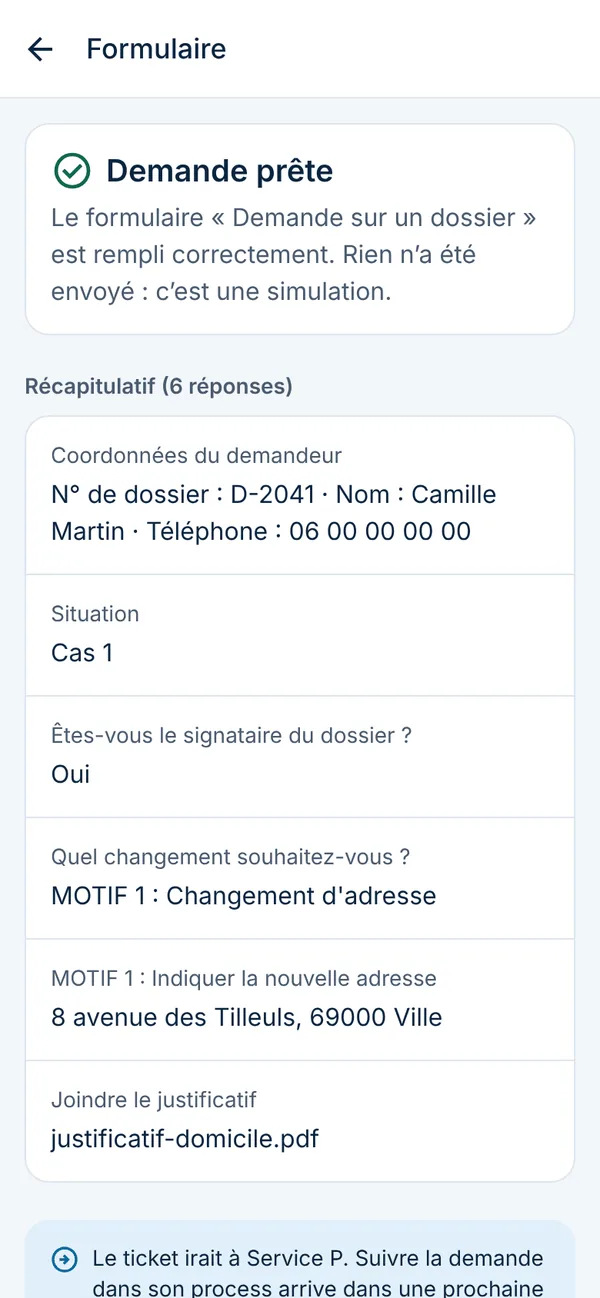 Formulaire
Demande prête
Le formulaire « Demande sur un dossier »
est rempli correctement. Rien n’a été
envoyé : c’est une simulation.
Récapitulatif (6 réponses)
Coordonnées du demandeur
N° de dossier : D-2041 · Nom : Camille
Martin · Téléphone : 06 00 00 00 00
Situation
Cas 1
Êtes-vous le signataire du dossier ?
Oui
Quel changement souhaitez-vous ?
MOTIF 1 : Changement d'adresse
MOTIF 1 : Indiquer la nouvelle adresse
8 avenue des Tilleuls, 69000 Ville
Joindre le justificatif
justificatif-domicile.pdf
Le ticket irait à Service P. Suivre la demande
dans son process arrive dans une prochaine